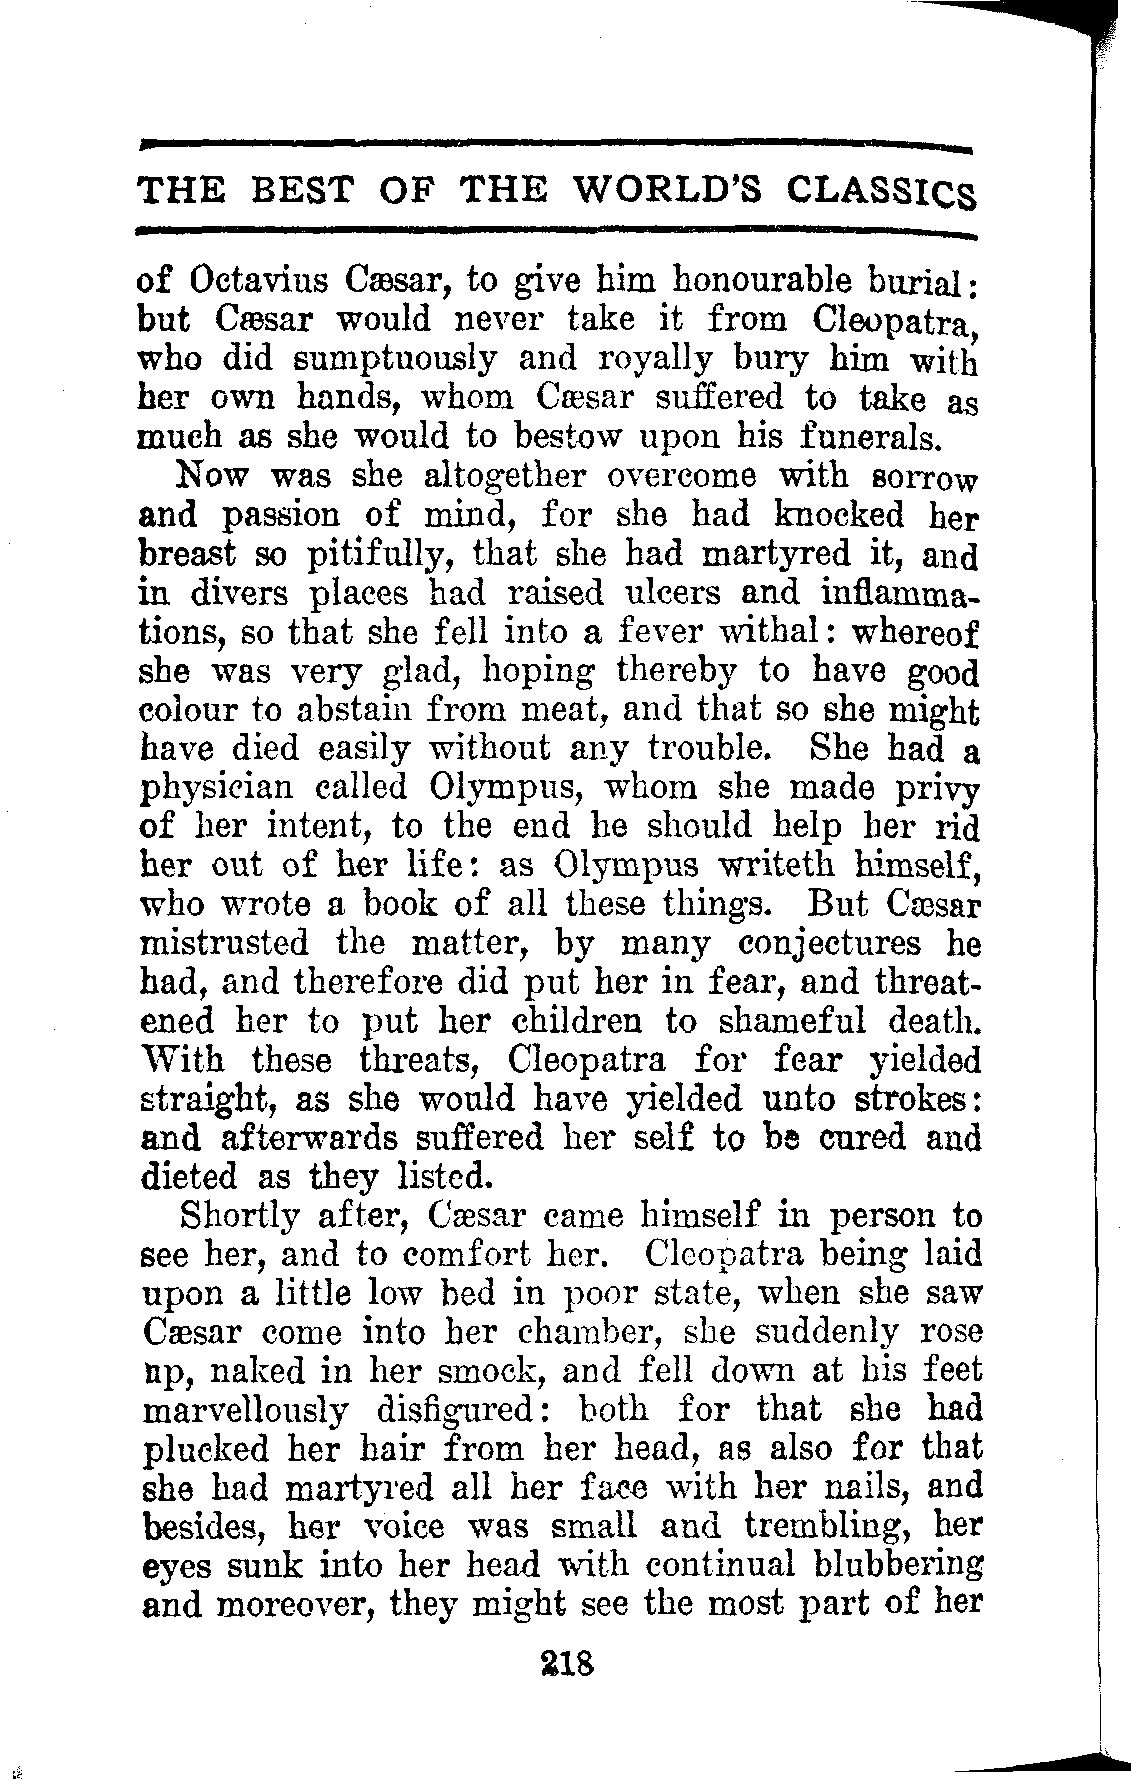 THE BEST OF THE WORLD'S CLASSICS
of Octavius Cæsar, to give him honourable burial:
but Cæsar would never take it from Cleopatra,
who did sumptuously and royally bury him with
her own hands, whom Cæsar suffered to take as
much as she would to bestow upon his funerals.
Now was she altogether overcome with sorrow
and passion of mind, for she had knocked her
breast so pitifully, that she had martyred it, and
in divers places had raised ulcers and inflamma-
tions, so that she fell into a fever withal: whereof
she was very glad, hoping thereby to have good
colour to abstain from meat, and that so she might
have died easily without any trouble. She had a
physician called Olympus, whom she made privy
of her intent, to the end he should help her rid
her out of her life: as Olympus writeth himself,
who wrote a book of all these things. But Cæsar
mistrusted the matter, by many conjectures he
had, and therefore did put her in fear, and threat-
ened her to put her children to shameful death.
With these threats, Cleopatra for fear yielded
straight, as she would have yielded unto strokes:
and afterwards suffered her self to be cured and
dieted as they listed.
Shortly after, Cæsar came himself in person to
see her, and to comfort her. Cleopatra being laid
upon a little low bed in poor state, when she saw
Cæsar come into her chamber, she suddenly rose
up, naked in her smock, and fell down at his feet
marvellously disfigured: both for that she had
plucked her hair from her head, as also for that
she had martyred all her face with her nails, and
besides, her voice was small and trembling, her
eyes sunk into her head with continual blubbering
and moreover, they might see the most part of her
218